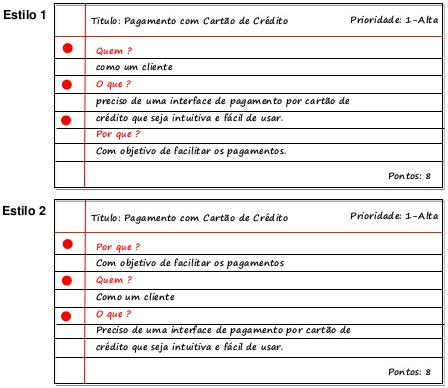 Estilo 1
Titulo: Pagamento com Cartão de Crédito
Prioridade: 1-Alta
Quem ?
como um cliente
O que ?
preciso de uma interface de pagamento por cartão de
crédito que seja intuitiva e fácil de usar.
Por que ?
Com objetivo de facilitar os pagamentos.
Pontos: 8
Estilo 2
Titulo: Pagamento com Cartão de Crédito
Prioridade: 1-Alta
Por que ?
Com objetivo de facilitar os pagamentos
Quem ?
Como um cliente
O que ?
Preciso de uma interface de pagamento por cartão de
crédito que seja intuitiva e fácil de usar.
Pontos: 8